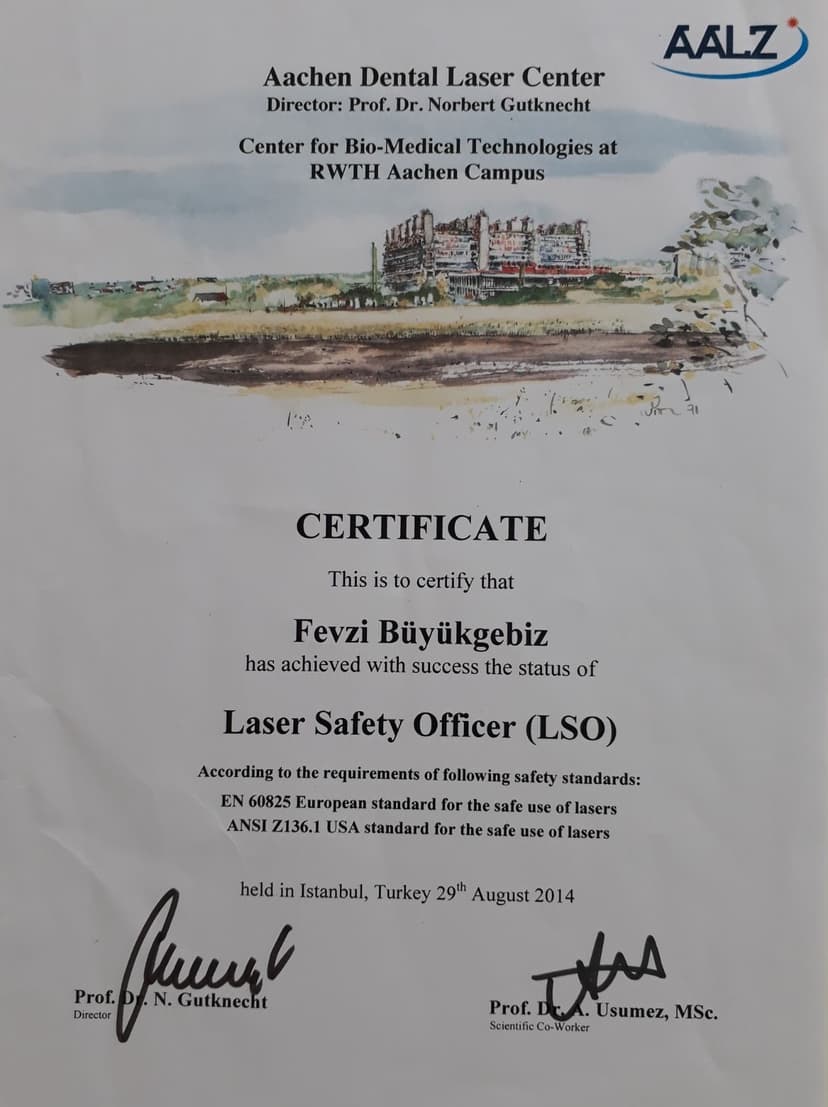 AALZ
Aachen Dental Laser Center
Director: Prof. Dr. Norbert Gutknecht
Center for Bio-Medical Technologies at
RWTH Aachen Campus
71
CERTIFICATE
This is to certify that
Fevzi Büyükgebiz
has achieved with success the status of
Laser Safety Officer (LSO)
According to the requirements of following safety standards:
EN 60825 European standard for the safe use of lasers
ANSI Z136.1 USA standard for the safe use of lasers
held in Istanbul, Turkey 29th August 2014
Prof. Dr. N. Gutknecht
Director
Prof. Dr. A. Usumez, MSc.
Scientific Co-Worker